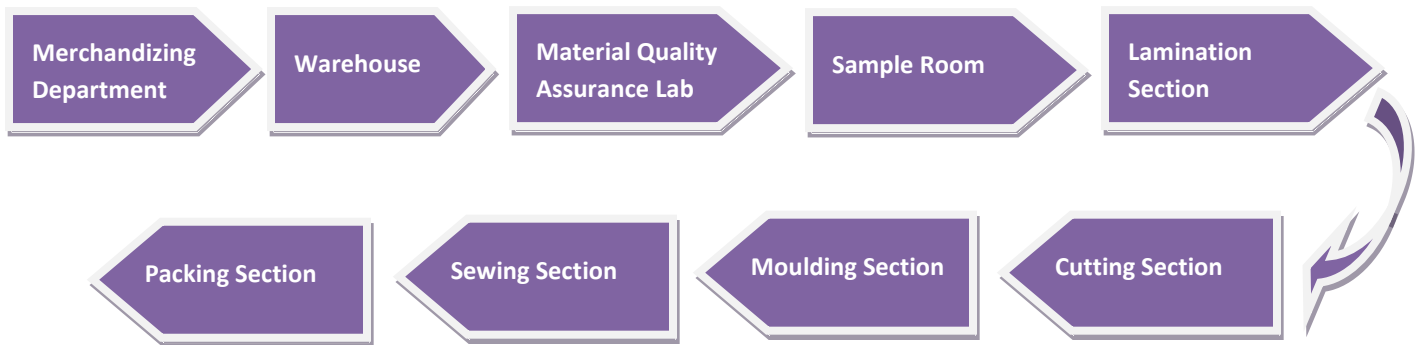 Merchandizing
Department
Warehouse
Material Quality
Assurance Lab
Sample Room
Lamination
Section
Cutting Section
Moulding Section
Sewing Section
Packing Section